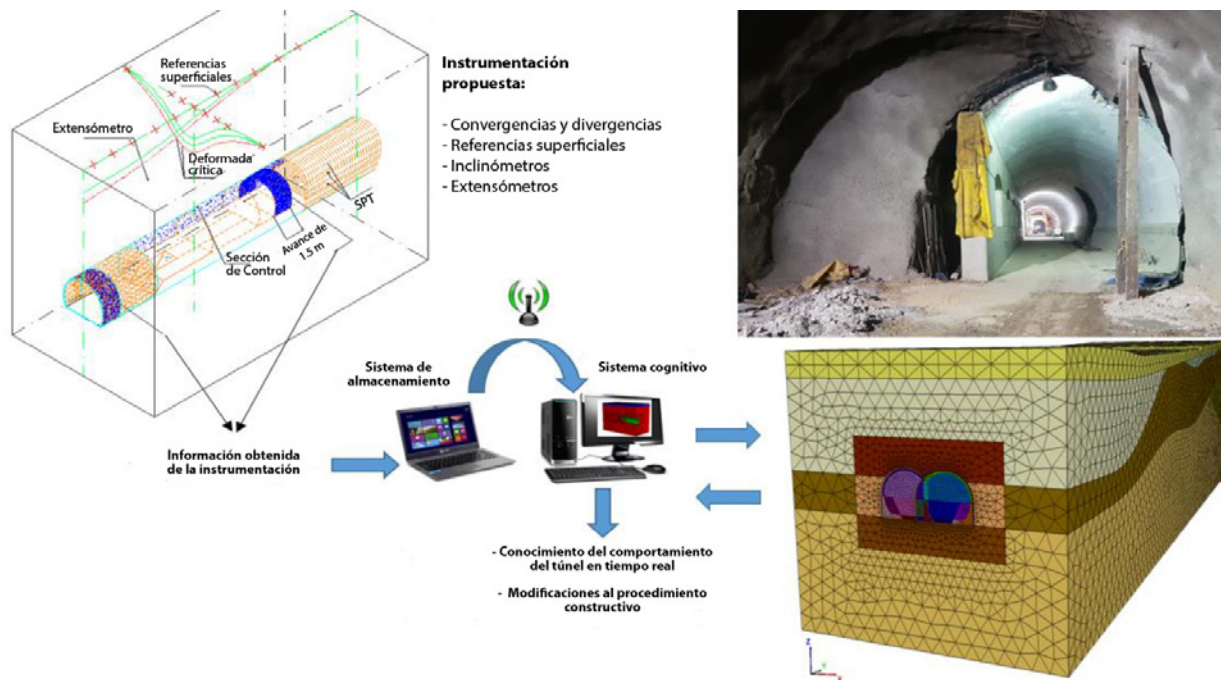 Referencias
superficiales
Extensómetro
Deformada
crítica
SPT
Avance de
1.5 m
Sección
de Control
Instrumentación
propuesta:
- Convergencias y divergencias
- Referencias superficiales
- Inclinómetros
- Extensómetros
Sistema de
almacenamiento
Sistema cognitivo
Información obtenida
de la instrumentación
- Conocimiento del comportamiento
del túnel en tiempo real
- Modificaciones al procedimiento
constructivo
Z
Y
X